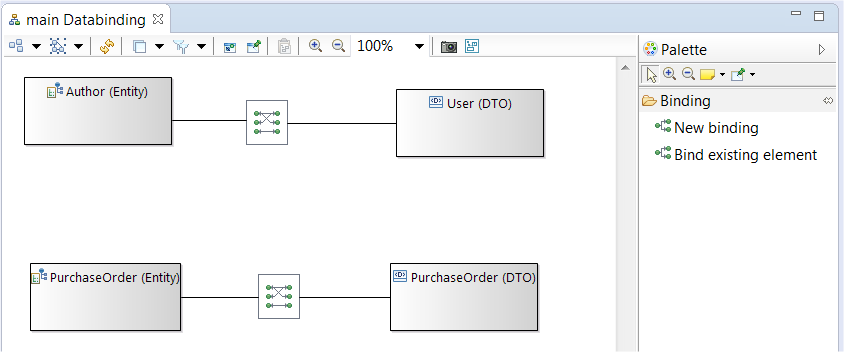 main Databinding
100%
Palette
Author (Entity)
User (DTO)
Binding
New binding
Bind existing element
PurchaseOrder (Entity)
PurchaseOrder (DTO)